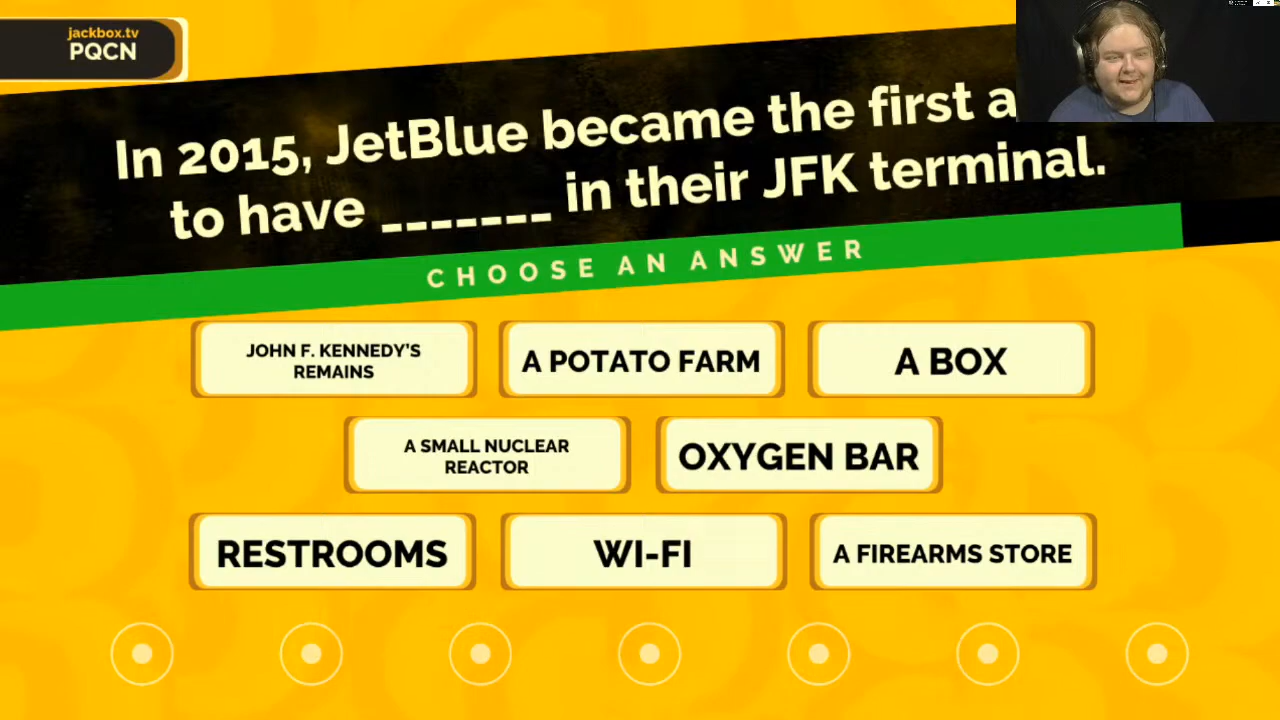 jackbox.tv
PQCN
In 2015, JetBlue became the first a
to have _______ in their JFK terminal.
CHOOSE AN ANSWER
JOHN F. KENNEDY'S
REMAINS
A POTATO FARM
A BOX
A SMALL NUCLEAR
REACTOR
OXYGEN BAR
RESTROOMS
WI-FI
A FIREARMS STORE